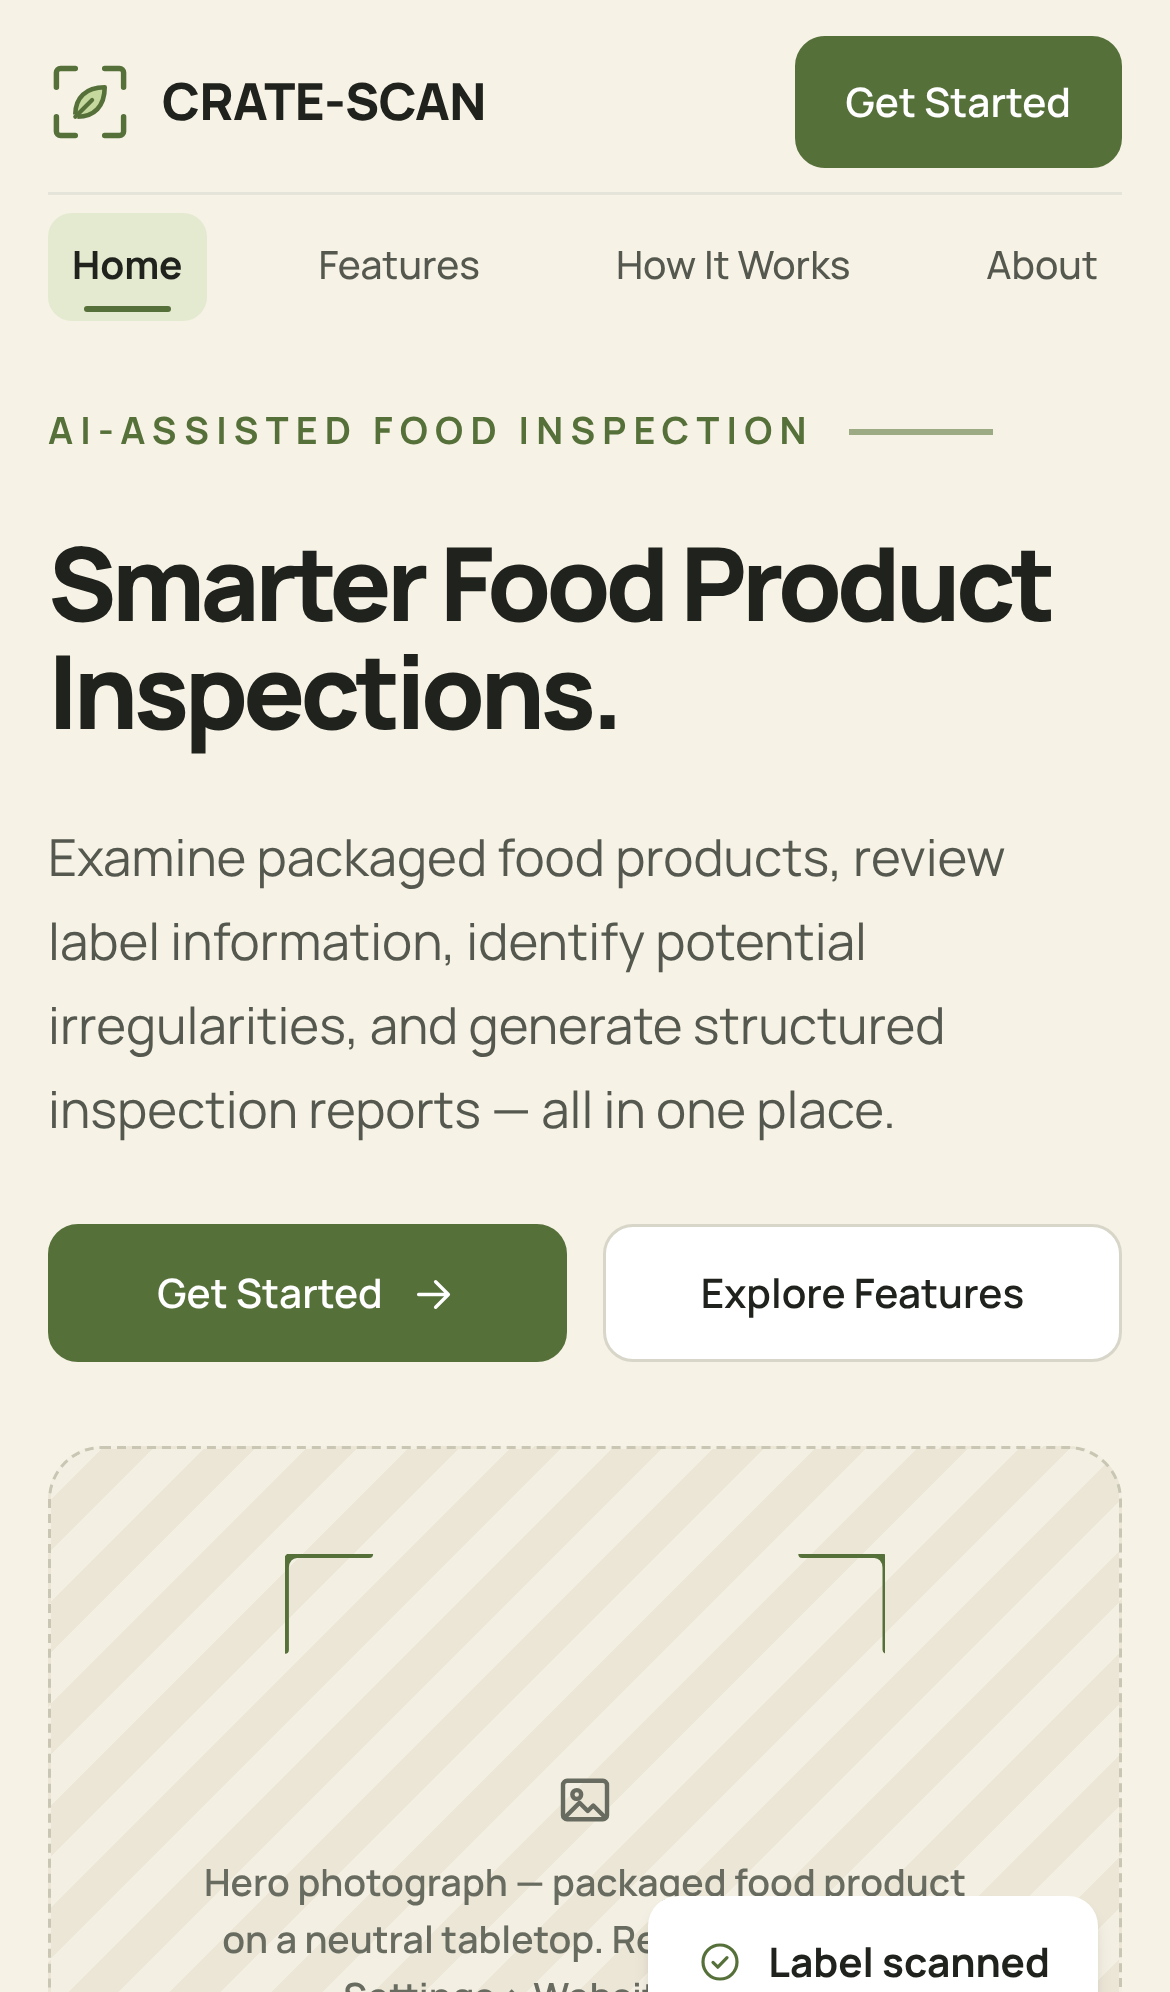 CRATE-SCAN
Get Started
Home
Features
How It Works
About
AI-ASSISTED FOOD INSPECTION
Smarter Food Product
Inspections.
Examine packaged food products, review
label information, identify potential
irregularities, and generate structured
inspection reports — all in one place.
Get Started →
Explore Features
Hero photograph — packaged food product
on a neutral tabletop.
Label scanned